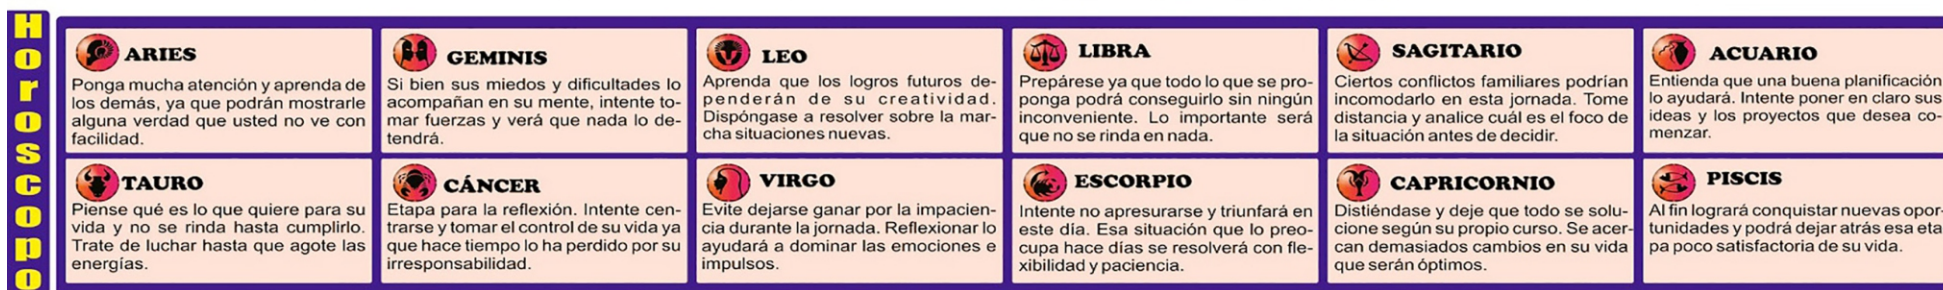 Horoscopo
ARIES
Ponga mucha atención y aprenda de
los demás, ya que podrán mostrarle
alguna verdad que usted no ve con
facilidad.
TAURO
Piense qué es lo que quiere para su
vida y no se rinda hasta cumplirlo.
Trate de luchar hasta que agote las
energías.
GEMINIS
Si bien sus miedos y dificultades lo
acompañan en su mente, intente to-
mar fuerzas y verá que nada lo de-
tendrá.
CÁNCER
Etapa para la reflexión. Intente cen-
trarse y tomar el control de su vida ya
que hace tiempo lo ha perdido por su
irresponsabilidad.
LEO
Aprenda que los logros futuros de-
penderán de su creatividad.
Dispóngase a resolver sobre la mar-
cha situaciones nuevas.
VIRGO
Evite dejarse ganar por la impacien-
cia durante la jornada. Reflexionar lo
ayudará a dominar las emociones e
impulsos.
LIBRA
Prepárese ya que todo lo que se pro-
ponga podrá conseguirlo sin ningún
inconveniente. Lo importante será
que no se rinda en nada.
ESCORPIO
Intente no apresurarse y triunfará en
este día. Esa situación que lo preo-
cupa hace días se resolverá con fle-
xibilidad y paciencia.
SAGITARIO
Ciertos conflictos familiares podrían
incomodarlo en esta jornada. Tome
distancia y analice cuál es el foco de
la situación antes de decidir.
CAPRICORNIO
Distiéndase y deje que todo se solu-
cione según su propio curso. Se acer-
can demasiados cambios en su vida
que serán óptimos.
ACUARIO
Entienda que una buena planificación
lo ayudará. Intente poner en claro sus
ideas y los proyectos que desea co-
menzar.
PISCIS
Al fin logrará conquistar nuevas opor-
tunidades y podrá dejar atrás esa eta
pa poco satisfactoria de su vida.